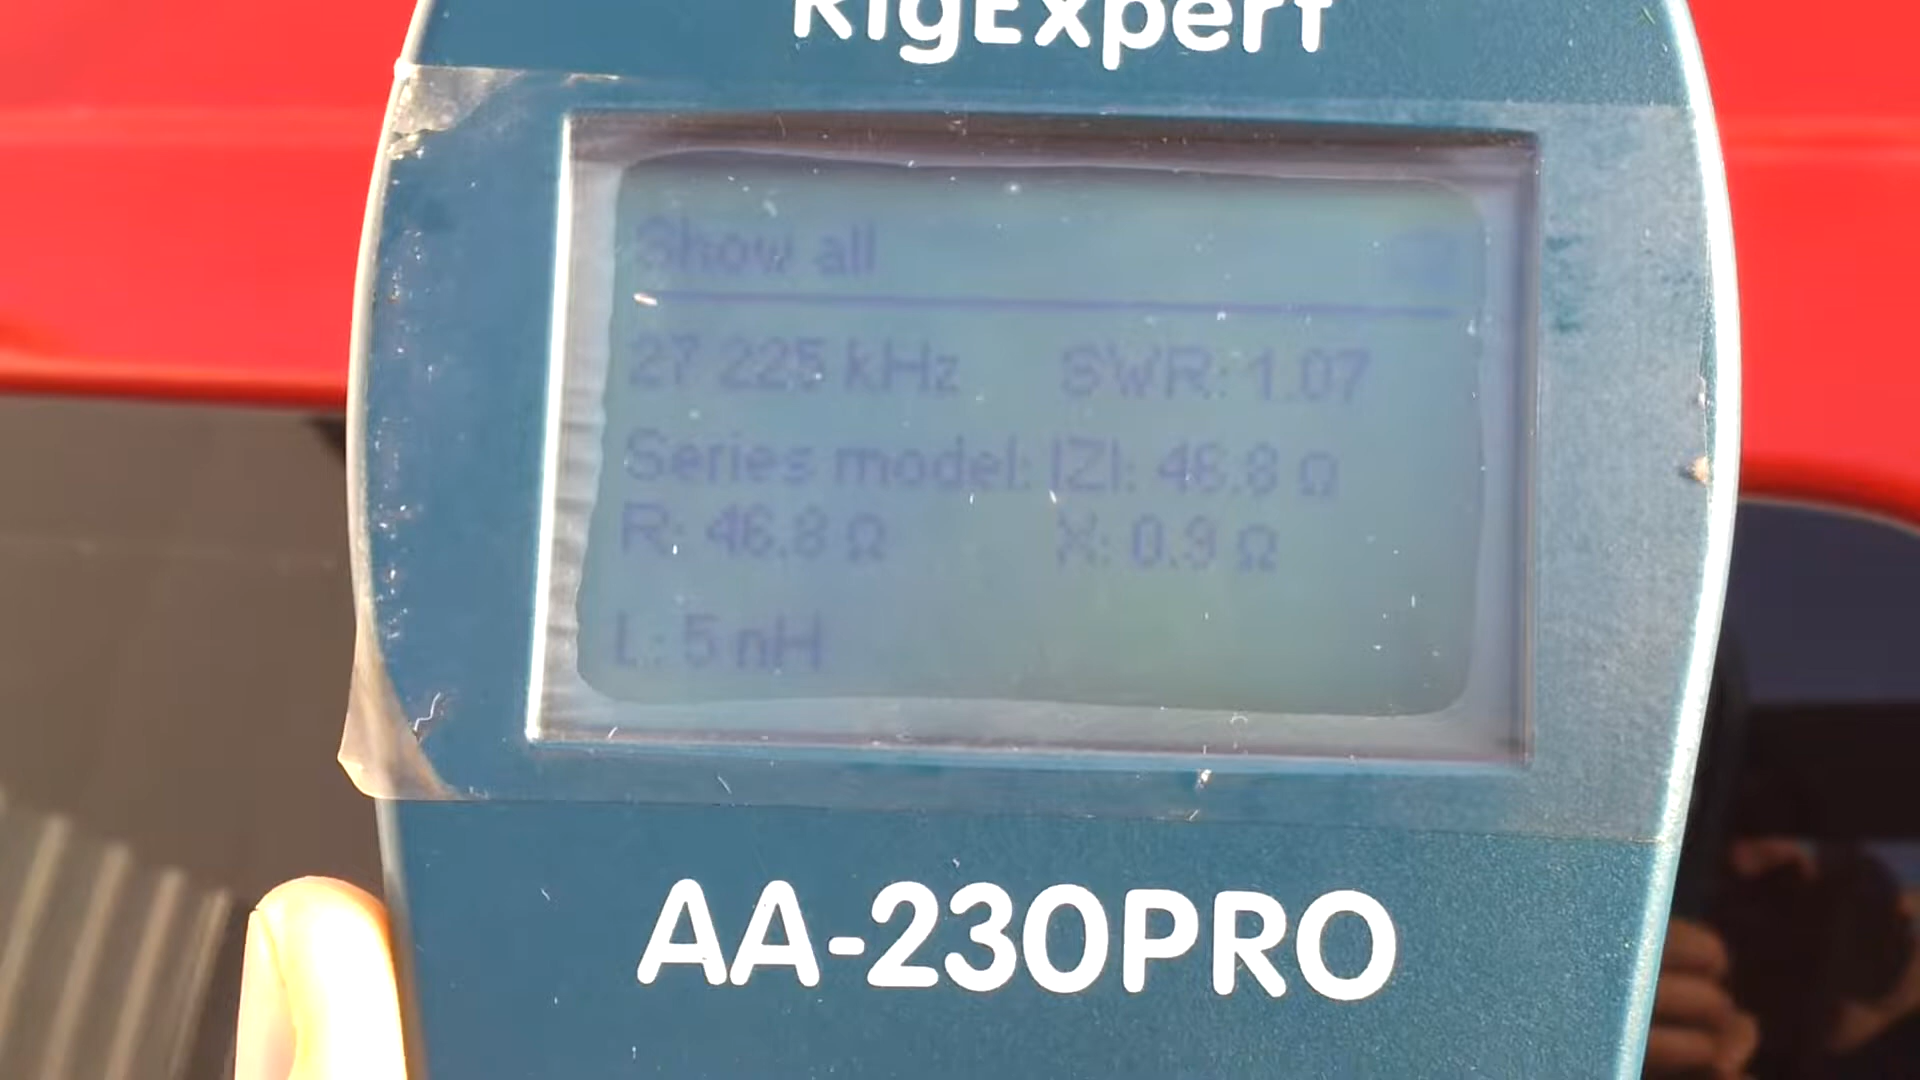 RigExpert
Show all
27 225 kHz SWR: 1.07
Series model: |Z|: 46.8 Ω
R: 46.8 Ω X: 0.9 Ω
L: 5 nH
AA-230PRO